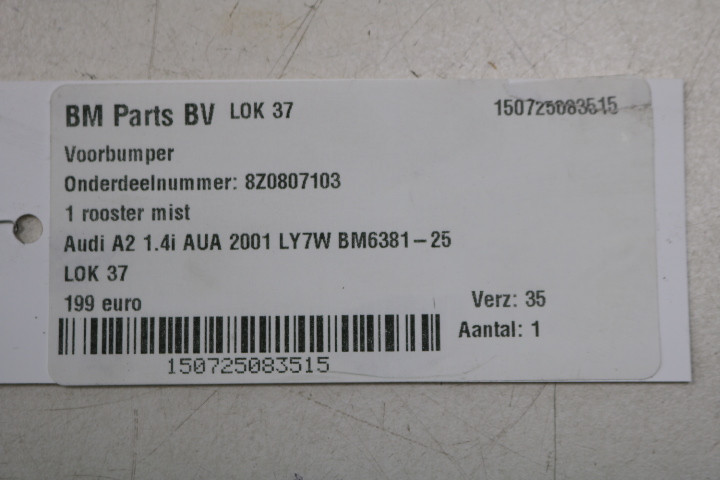 BM Parts BV LOK 37 150725083515
Voorbumper
Onderdeelnummer: 8Z0807103
1 rooster mist
Audi A2 1.4i AUA 2001 LY7W BM6381-25
LOK 37
199 euro Verz: 35
Aantal: 1
150725083515